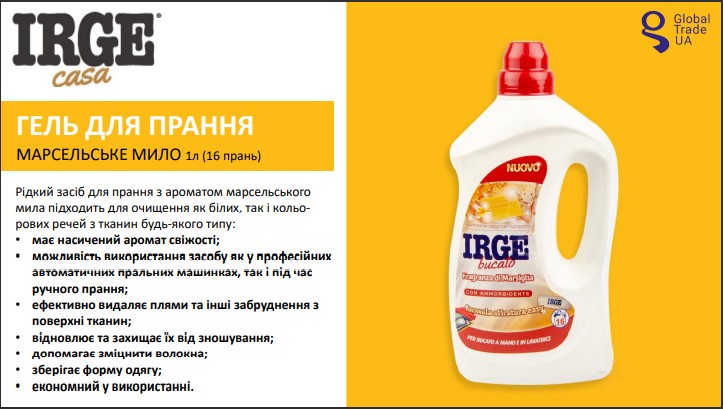 IRGE
casa
Global
Trade
UA
ГЕЛЬ ДЛЯ ПРАННЯ
МАРСЕЛЬСЬКЕ МИЛО 1л (16 прань)
Рідкий засіб для прання з ароматом марсельського
мила підходить для очищення як білих, так і кольо-
рових речей з тканин будь-якого типу:
• має насичений аромат свіжості;
• можливість використання засобу як у професійних
автоматичних пральних машинках, так і під час
ручного прання;
• ефективно видаляє плями та інші забруднення з
поверхні тканин;
• відновлює та захищає їх від зношування;
• допомагає зміцнити волокна;
• зберігає форму одягу;
• економний у використанні.
NUOVO
IRGE
bucato
Fragranza di Marsiglia
CON AMMORBIDENTE
IRGE
formula stiratura easy
16
PER BUCATO A MANO E IN LAVATRICE